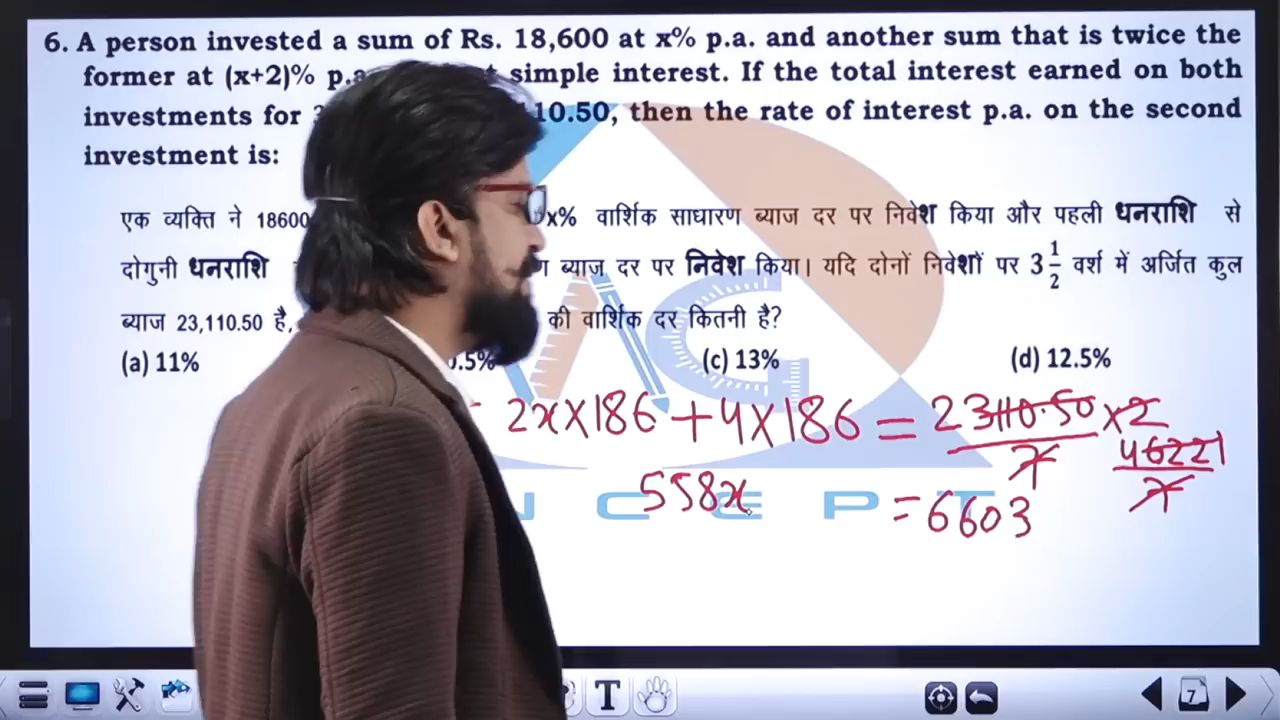 6. A person invested a sum of Rs. 18,600 at x% p.a. and another sum that is twice the
former at (x+2)% p.a. simple interest. If the total interest earned on both
investments for 10.50, then the rate of interest p.a. on the second
investment is:
एक व्यक्ति ने 18600 x% वार्शिक साधारण ब्याज दर पर निवेश किया और पहली धनराशि से
दोगुनी धनराशि ब्याज दर पर निवेश किया। यदि दोनों निवेशों पर 3 1/2 वर्श में अर्जित कुल
ब्याज 23,110.50 है, की वार्शिक दर कितनी है?
(a) 11% .5% (c) 13% (d) 12.5%
2x×186 + 4×186 = 23110.50×2/7
46221/7
558x = 6603
N C E P T
T
7